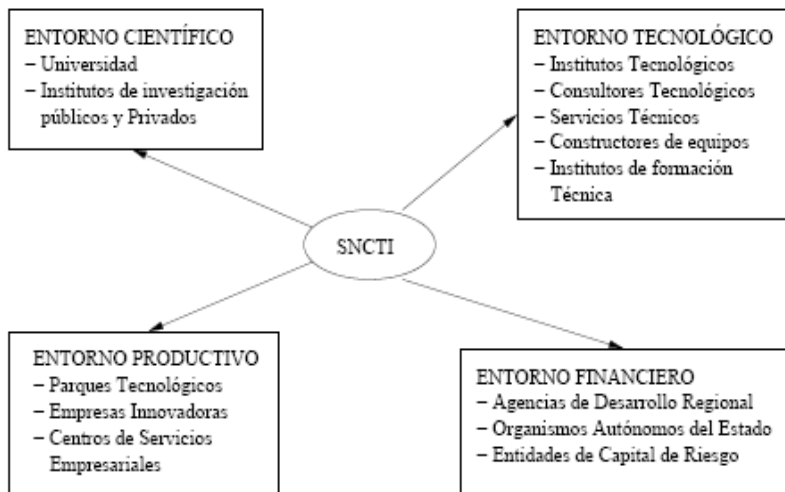 ENTORNO CIENTÍFICO
– Universidad
– Institutos de investigación
públicos y Privados
ENTORNO TECNOLÓGICO
– Institutos Tecnológicos
– Consultores Tecnológicos
– Servicios Técnicos
– Constructores de equipos
– Institutos de formación
Técnica
SNCTI
ENTORNO PRODUCTIVO
– Parques Tecnológicos
– Empresas Innovadoras
– Centros de Servicios
Empresariales
ENTORNO FINANCIERO
– Agencias de Desarrollo Regional
– Organismos Autónomos del Estado
– Entidades de Capital de Riesgo